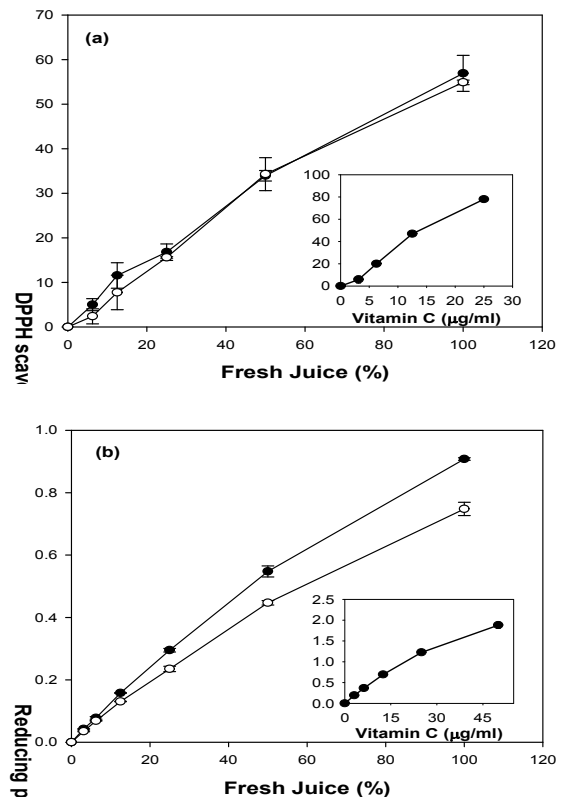 70
(a)
60
50
40
30
20
10
0
100
80
60
40
20
0
0 5 10 15 20 25 30
Vitamin C (µg/ml)
0 20 40 60 80 100 120
Fresh Juice (%)
DPPH scave
1.0
(b)
0.8
0.6
0.4
0.2
0.0
2.5
2.0
1.5
1.0
0.5
0.0
0 15 30 45
Vitamin C (µg/ml)
0 20 40 60 80 100 120
Fresh Juice (%)
Reducing p